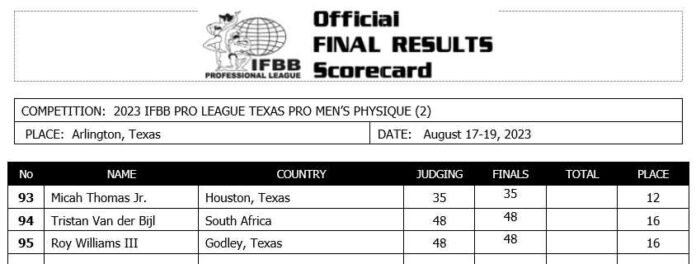 Official
FINAL RESULTS
Scorecard
IFBB
PROFESSIONAL LEAGUE
COMPETITION: 2023 IFBB PRO LEAGUE TEXAS PRO MEN'S PHYSIQUE (2)
PLACE: Arlington, Texas DATE: August 17-19, 2023
No NAME COUNTRY JUDGING FINALS TOTAL PLACE
93 Micah Thomas Jr. Houston, Texas 35 35 12
94 Tristan Van der Bijl South Africa 48 48 16
95 Roy Williams III Godley, Texas 48 48 16